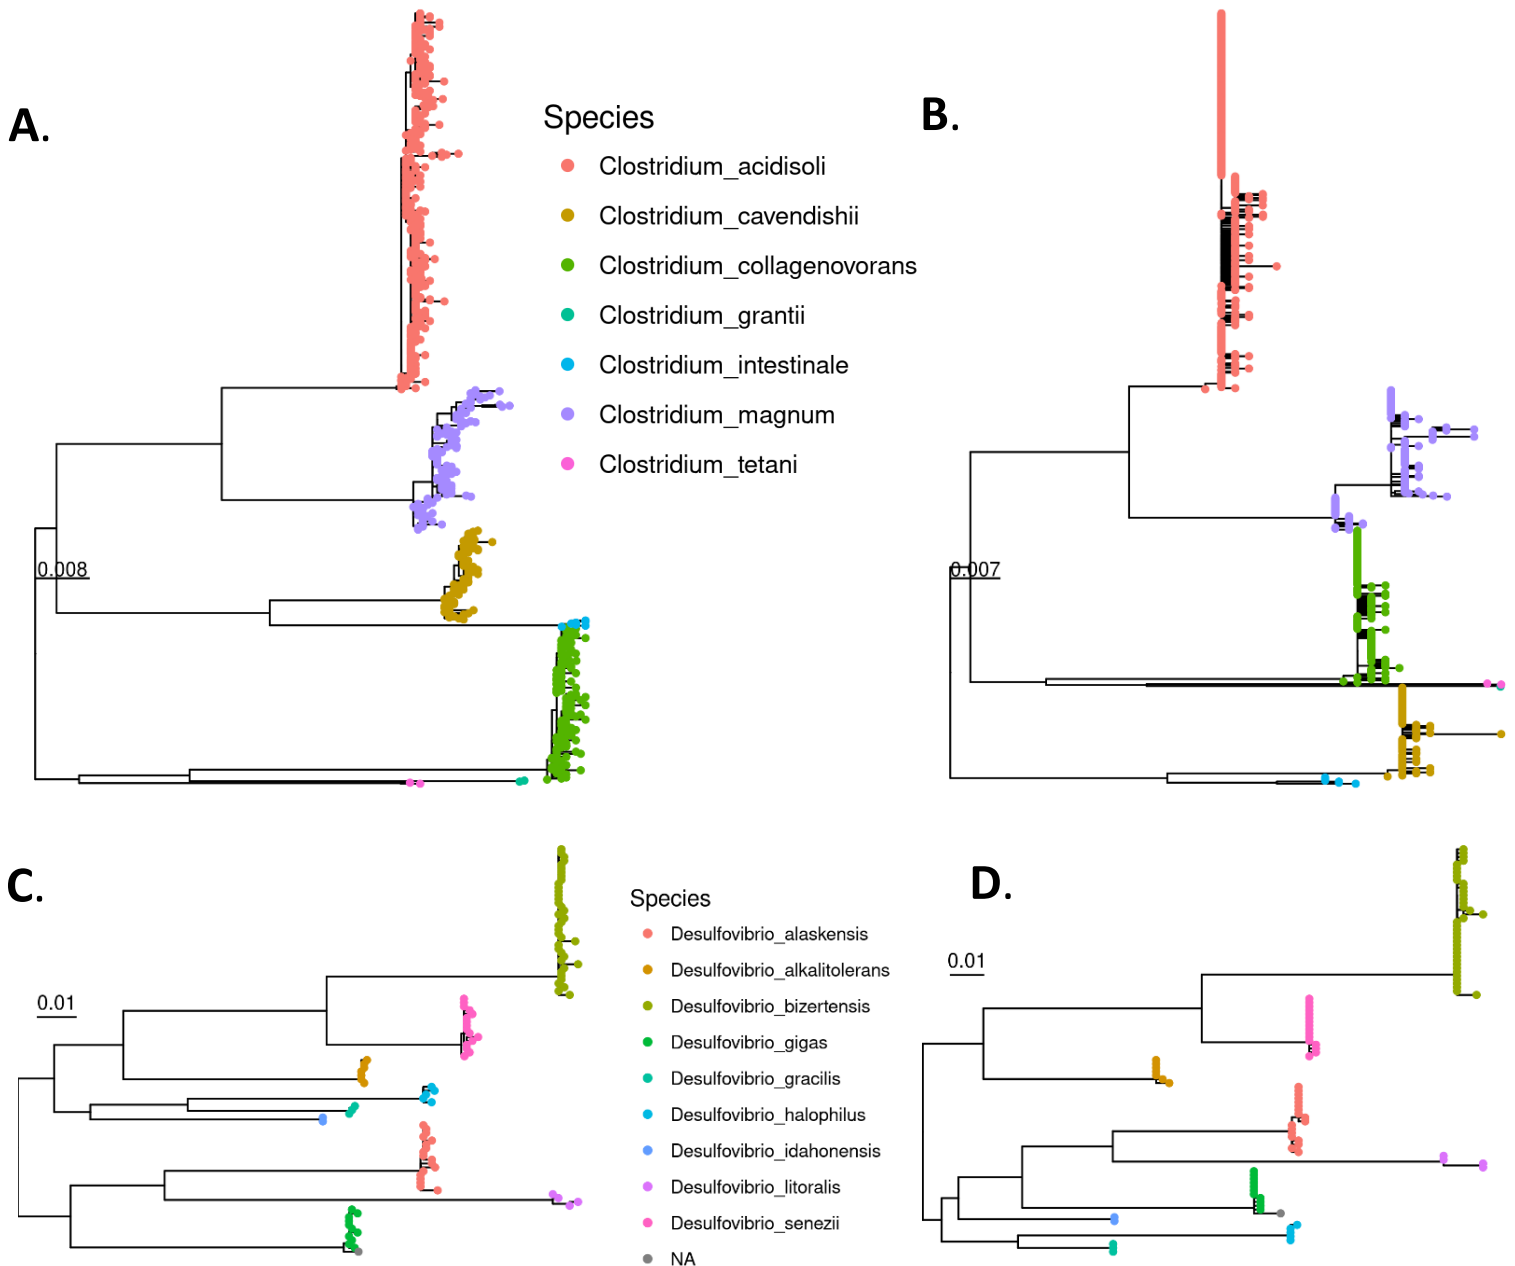 A.
Species
Clostridium_acidisoli
Clostridium_cavendishii
Clostridium_collagenovorans
Clostridium_grantii
Clostridium_intestinale
Clostridium_magnum
Clostridium_tetani
0.008
B.
0.007
C.
0.01
Species
Desulfovibrio_alaskensis
Desulfovibrio_alkalitolerans
Desulfovibrio_bizertensis
Desulfovibrio_gigas
Desulfovibrio_gracilis
Desulfovibrio_halophilus
Desulfovibrio_idahonensis
Desulfovibrio_litoralis
Desulfovibrio_senezii
NA
D.
0.01